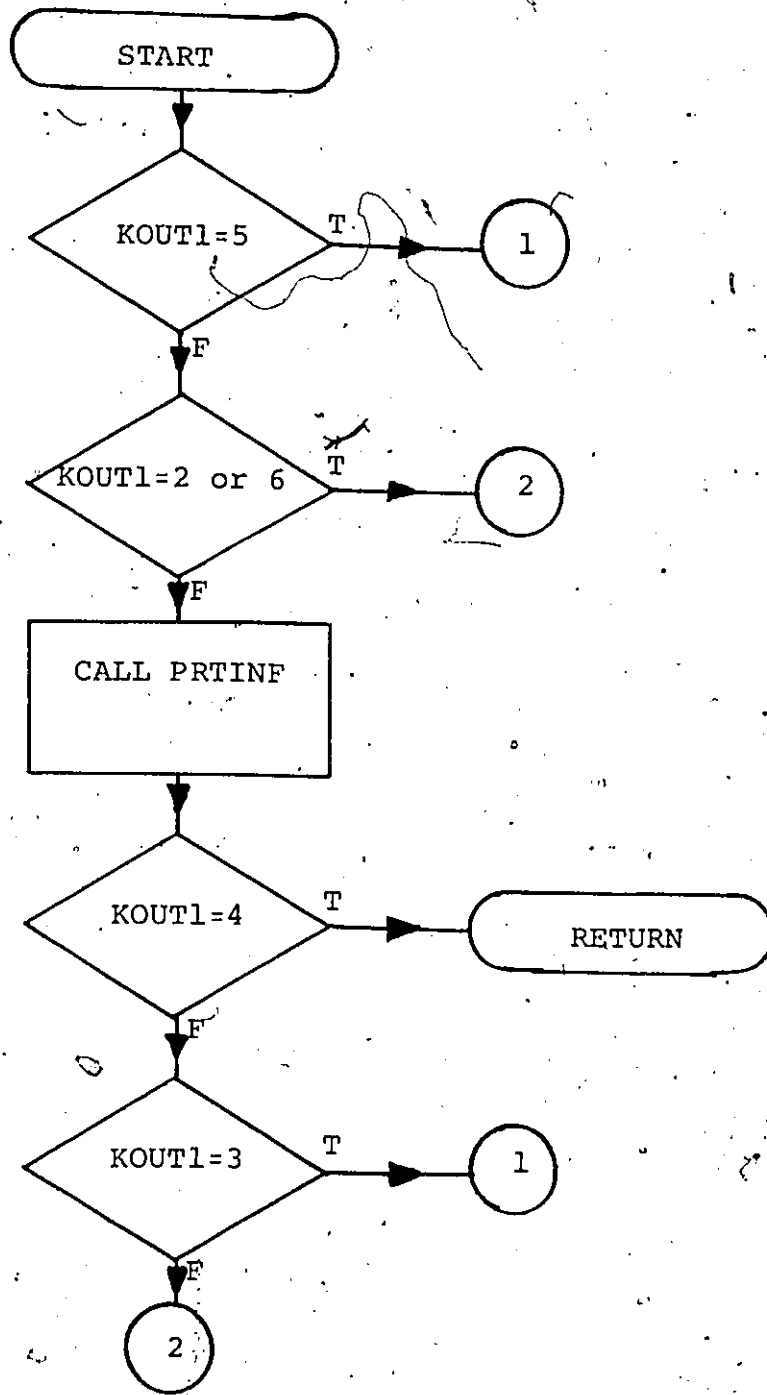 START
KOUT1=5
T
1
F
KOUT1=2 or 6
T
2
F
CALL PRTINF
KOUT1=4
T
RETURN
F
KOUT1=3
T
1
F
2